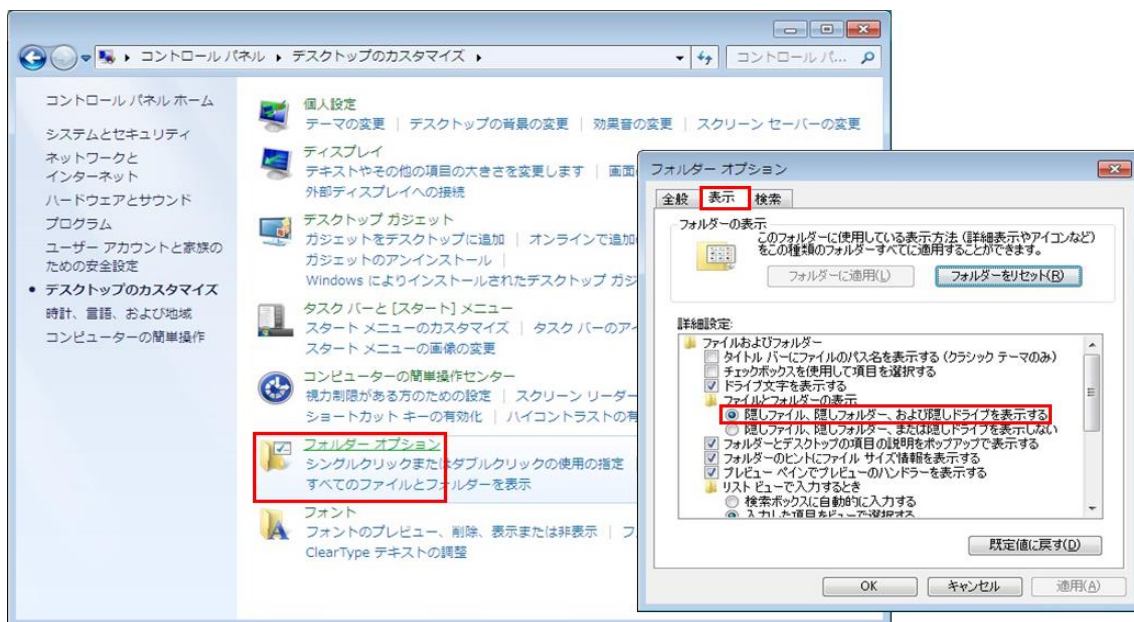 コントロール パネル ▸ デスクトップのカスタマイズ ▸
コントロール パ...
コントロール パネル ホーム
システムとセキュリティ
ネットワークと
インターネット
ハードウェアとサウンド
プログラム
ユーザー アカウントと家族の
ための安全設定
デスクトップのカスタマイズ
時計、言語、および地域
コンピューターの簡単操作
個人設定
テーマの変更 | デスクトップの背景の変更 | 効果音の変更 | スクリーン セーバーの変更
ディスプレイ
テキストやその他の項目の大きさを変更します | 画面
外部ディスプレイへの接続
デスクトップ ガジェット
ガジェットをデスクトップに追加 | オンラインで追加
ガジェットのアンインストール |
Windows によりインストールされたデスクトップ ガジ
タスク バーと [スタート] メニュー
スタート メニューのカスタマイズ | タスク バーのアイ
スタート メニューの画像の変更
コンピューターの簡単操作センター
視力制限がある方のための設定 | スクリーン リーダー
ショートカット キーの有効化 | ハイコントラストの有
フォルダー オプション
シングルクリックまたはダブルクリックの使用の指定
すべてのファイルとフォルダーを表示
フォント
フォントのプレビュー、削除、表示または非表示 | フ
ClearType テキストの調整
フォルダー オプション
全般 表示 検索
フォルダーの表示
このフォルダーに使用している表示方法 (詳細表示やアイコンなど)
をこの種類のフォルダーすべてに適用することができます。
フォルダーに適用(L) フォルダーをリセット(R)
詳細設定:
ファイルおよびフォルダー
タイトル バーにファイルのパス名を表示する (クラシック テーマのみ)
チェックボックスを使用して項目を選択する
ドライブ文字を表示する
ファイルとフォルダーの表示
隠しファイル、隠しフォルダー、および隠しドライブを表示する
隠しファイル、隠しフォルダー、または隠しドライブを表示しない
フォルダーとデスクトップの項目の説明をポップアップで表示する
フォルダーのヒントにファイル サイズ情報を表示する
プレビュー ペインでプレビューのハンドラーを表示する
リスト ビューで入力するとき
検索ボックスに自動的に入力する
入力した項目をビューで選択する
既定値に戻す(D)
OK キャンセル 適用(A)